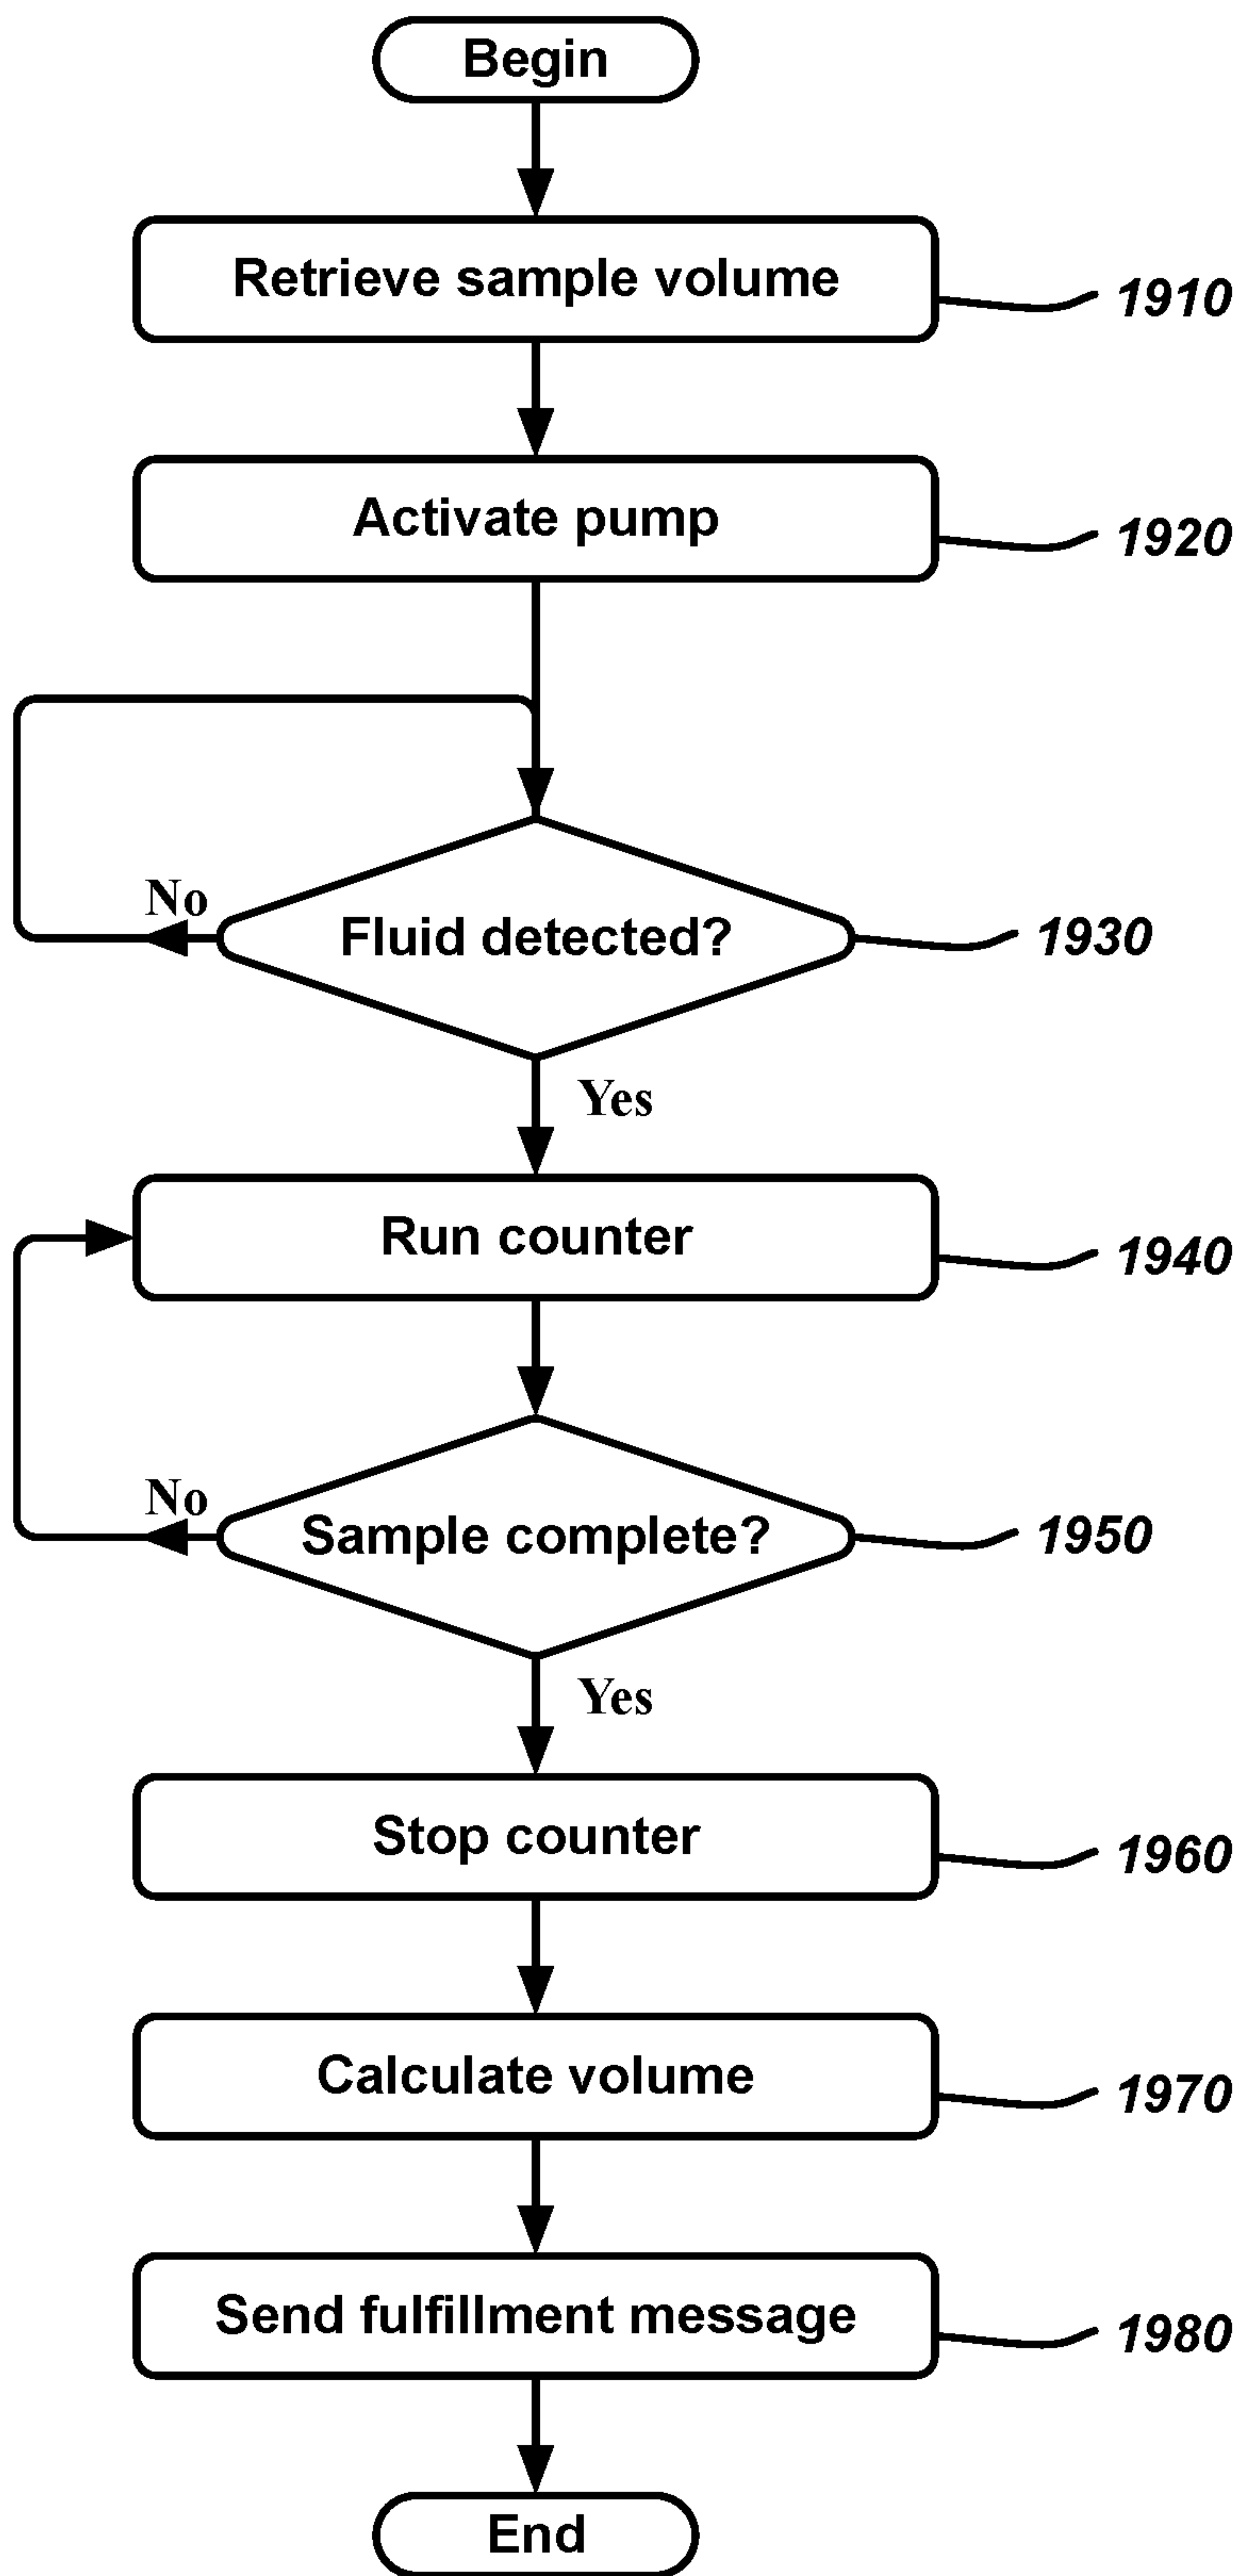 Begin
Retrieve sample volume
1910
Activate pump
1920
No
Fluid detected?
1930
Yes
Run counter
1940
No
Sample complete?
1950
Yes
Stop counter
1960
Calculate volume
1970
Send fulfillment message
1980
End